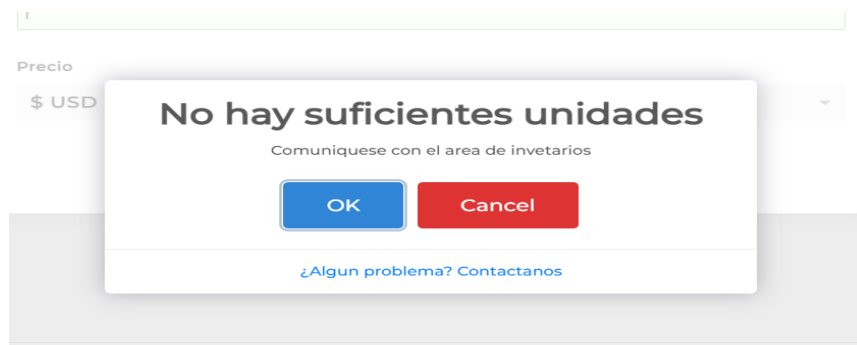 Precio
$ USD
No hay suficientes unidades
Comuniquese con el area de invetarios
OK
Cancel
¿Algun problema? Contactanos